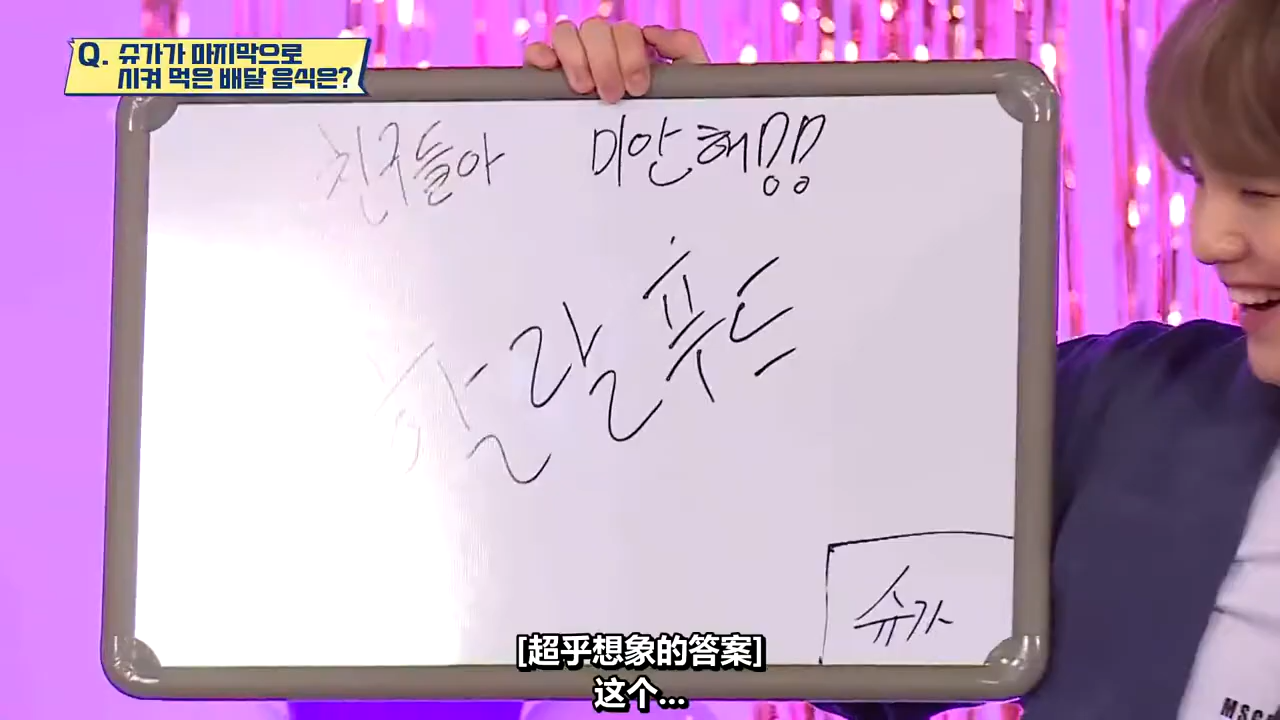 Q. 슈가가 마지막으로
시켜 먹은 배달 음식은?
친구들아 미안해ㅠㅠ
할랄푸드
슈가
[超乎想象的答案]
这个...